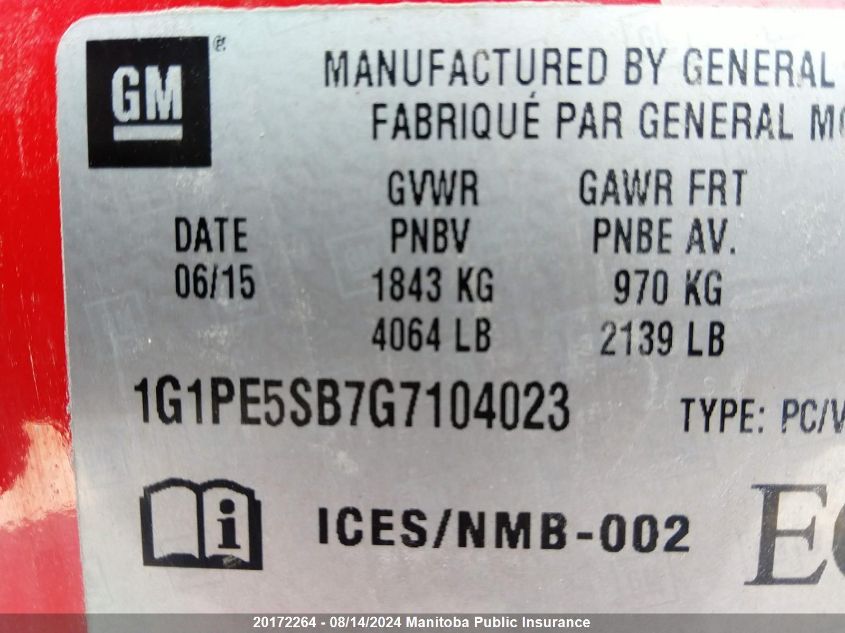 GM ®
MANUFACTURED BY GENERAL
FABRIQUÉ PAR GENERAL
GVWR GAWR FRT
DATE PNBV PNBE AV.
06/15 1843 KG 970 KG
4064 LB 2139 LB
1G1PE5SB7G7104023 TYPE: PC/V
i ICES/NMB-002
20172264 - 08/14/2024 Manitoba Public Insurance